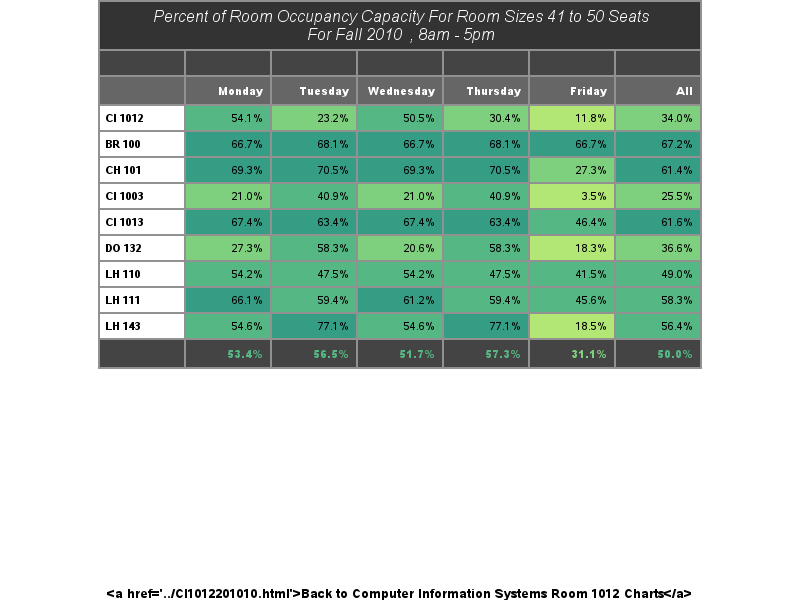 Percent of Room Occupancy Capacity For Room Sizes 41 to 50 Seats
For Fall 2010 , 8am - 5pm
Monday Tuesday Wednesday Thursday Friday All
CI 1012 54.1% 23.2% 50.5% 30.4% 11.8% 34.0%
BR 100 66.7% 68.1% 66.7% 68.1% 66.7% 67.2%
CH 101 69.3% 70.5% 69.3% 70.5% 27.3% 61.4%
CI 1003 21.0% 40.9% 21.0% 40.9% 3.5% 25.5%
CI 1013 67.4% 63.4% 67.4% 63.4% 46.4% 61.6%
DO 132 27.3% 58.3% 20.6% 58.3% 18.3% 36.6%
LH 110 54.2% 47.5% 54.2% 47.5% 41.5% 49.0%
LH 111 66.1% 59.4% 61.2% 59.4% 45.6% 58.3%
LH 143 54.6% 77.1% 54.6% 77.1% 18.5% 56.4%
53.4% 56.5% 51.7% 57.3% 31.1% 50.0%
<a href='../CI1012201010.html'>Back to Computer Information Systems Room 1012 Charts</a>